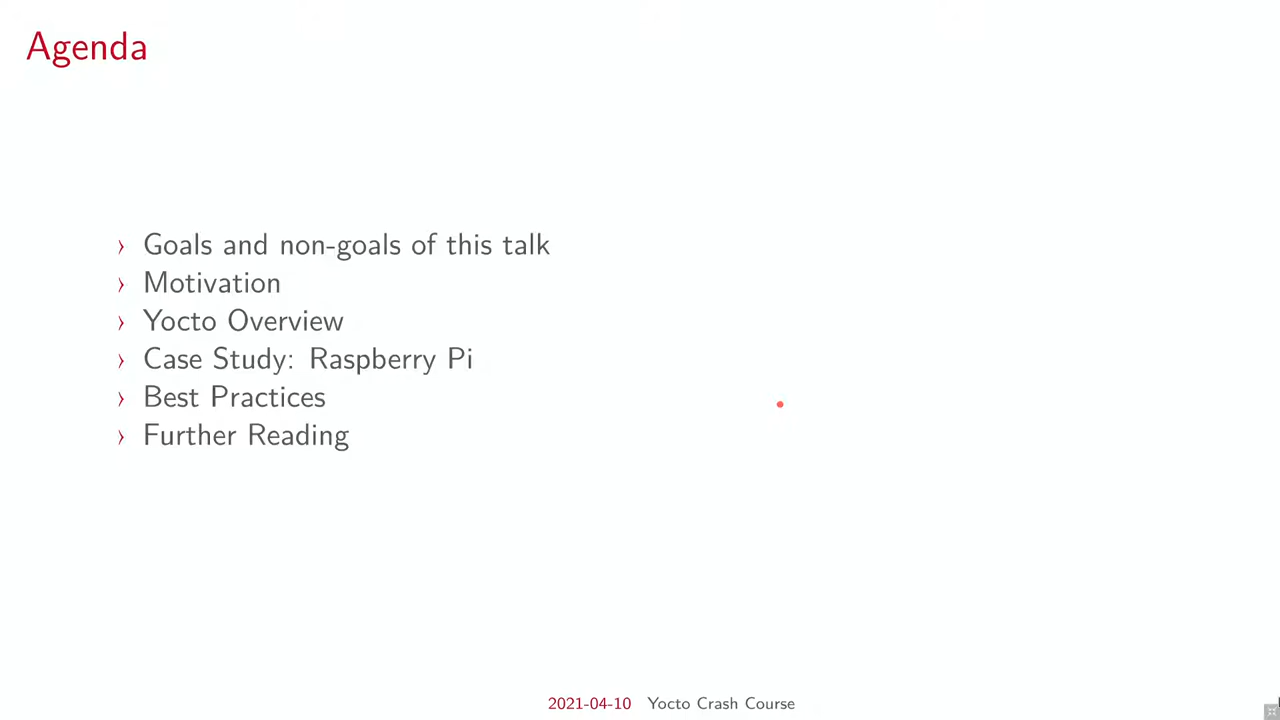 Agenda
› Goals and non-goals of this talk
› Motivation
› Yocto Overview
› Case Study: Raspberry Pi
› Best Practices
› Further Reading
2021-04-10 Yocto Crash Course